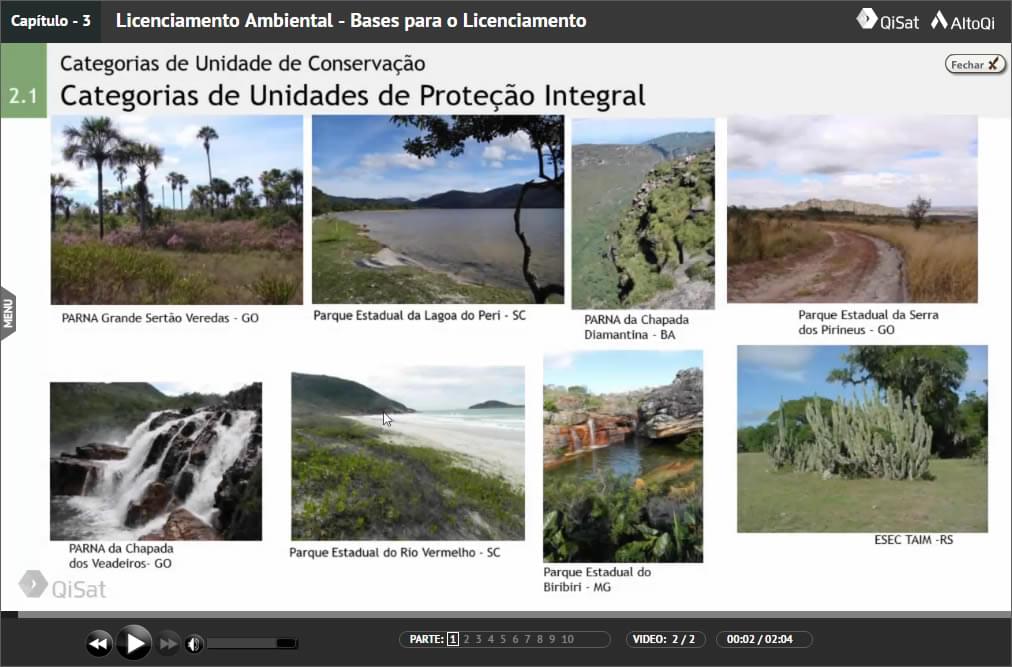 Capítulo - 3
Licenciamento Ambiental - Bases para o Licenciamento
QiSat
AltoQi
Categorias de Unidade de Conservação
Fechar X
2.1
Categorias de Unidades de Proteção Integral
MENU
PARNA Grande Sertão Veredas - GO
Parque Estadual da Lagoa do Peri - SC
PARNA da Chapada
Diamantina - BA
Parque Estadual da Serra
dos Pirineus - GO
PARNA da Chapada
dos Veadeiros- GO
Parque Estadual do Rio Vermelho - SC
Parque Estadual do
Biribiri - MG
ESEC TAIM -RS
QiSat
PARTE: 1 2 3 4 5 6 7 8 9 10
VIDEO: 2 / 2
00:02 / 02:04